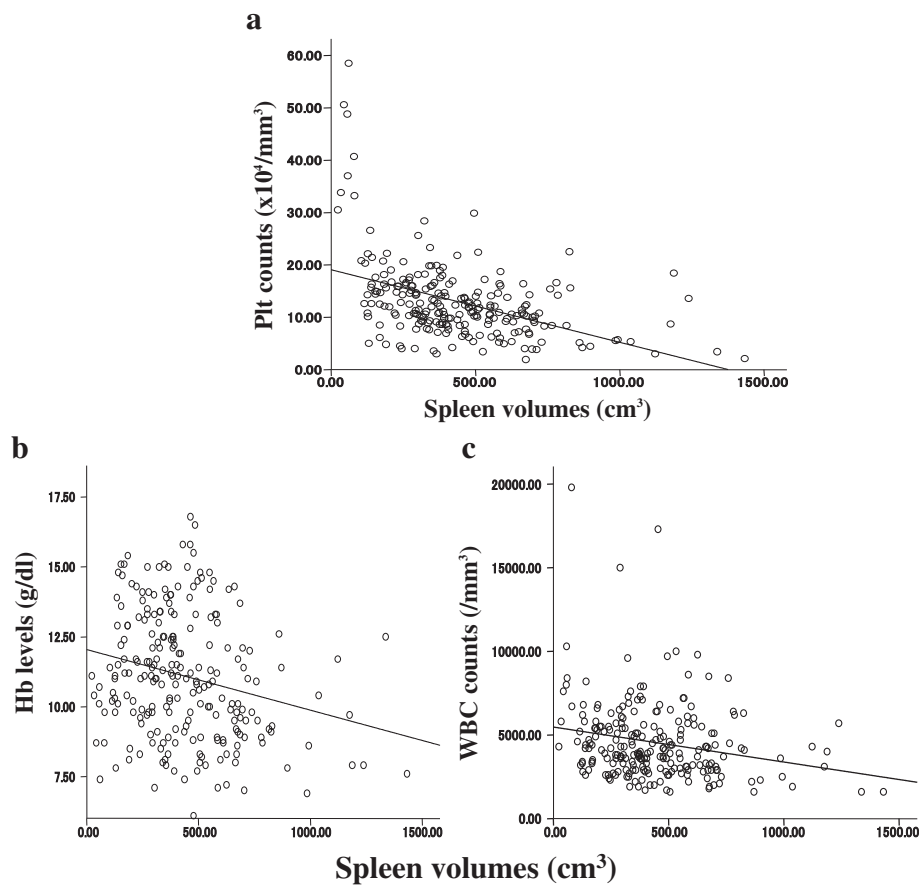 a
Plt counts (x10⁴/mm³)
60.00
50.00
40.00
30.00
20.00
10.00
0.00
0.00 500.00 1000.00 1500.00
Spleen volumes (cm³)
b
Hb levels (g/dl)
17.50
15.00
12.50
10.00
7.50
0.00 500.00 1000.00 1500.00
c
WBC counts (/mm³)
20000.00
15000.00
10000.00
5000.00
0.00
0.00 500.00 1000.00 1500.00
Spleen volumes (cm³)